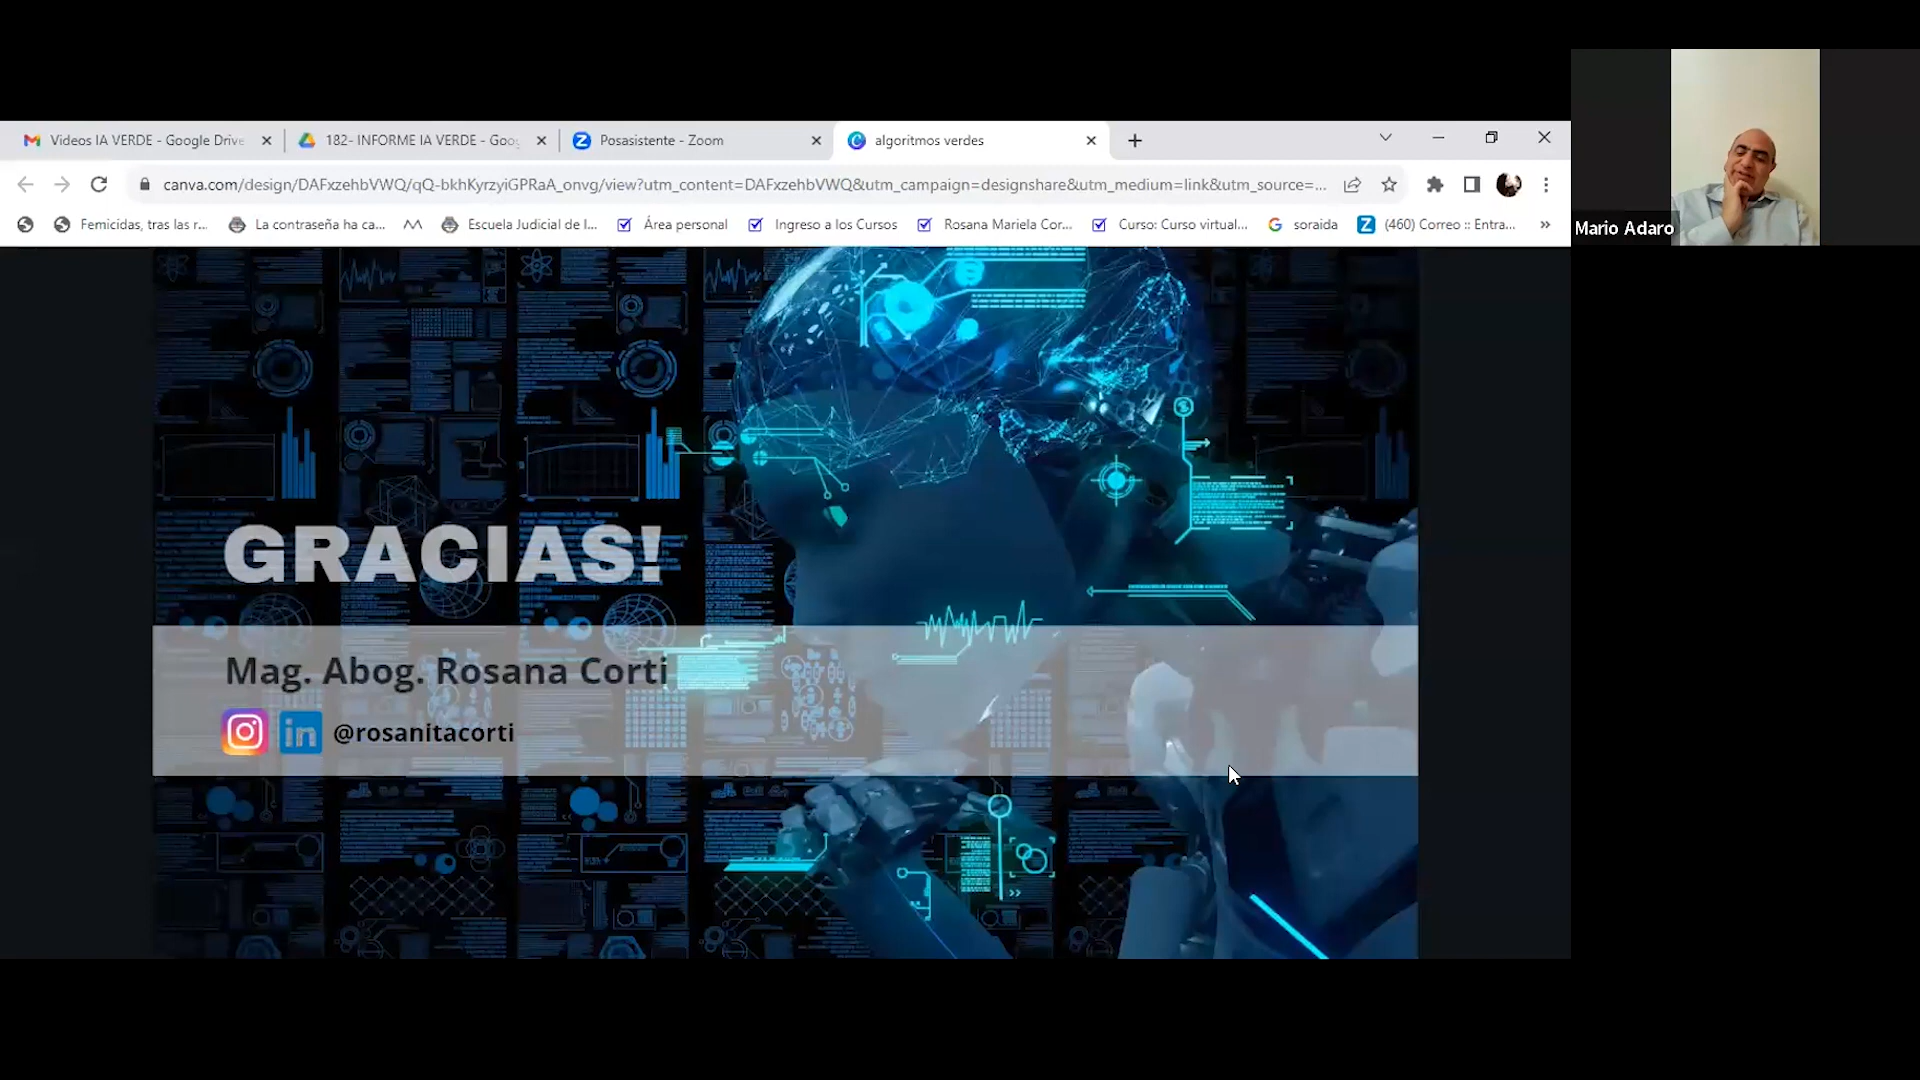 Videos IA VERDE - Google Drive
182- INFORME IA VERDE - Goog
Posasistente - Zoom
algoritmos verdes
canva.com/design/DAFxzehbVWQ/qQ-bkhKyrzyiGPRaA_onvg/view?utm_content=DAFxzehbVWQ&utm_campaign=designshare&utm_medium=link&utm_source=...
Femicidas, tras las r...
La contraseña ha ca...
Escuela Judicial de l...
Área personal
Ingreso a los Cursos
Rosana Mariela Cor...
Curso: Curso virtual...
soraida
(460) Correo :: Entra...
»
Mario Adaro
GRACIAS!
Mag. Abog. Rosana Corti
@rosanitacorti